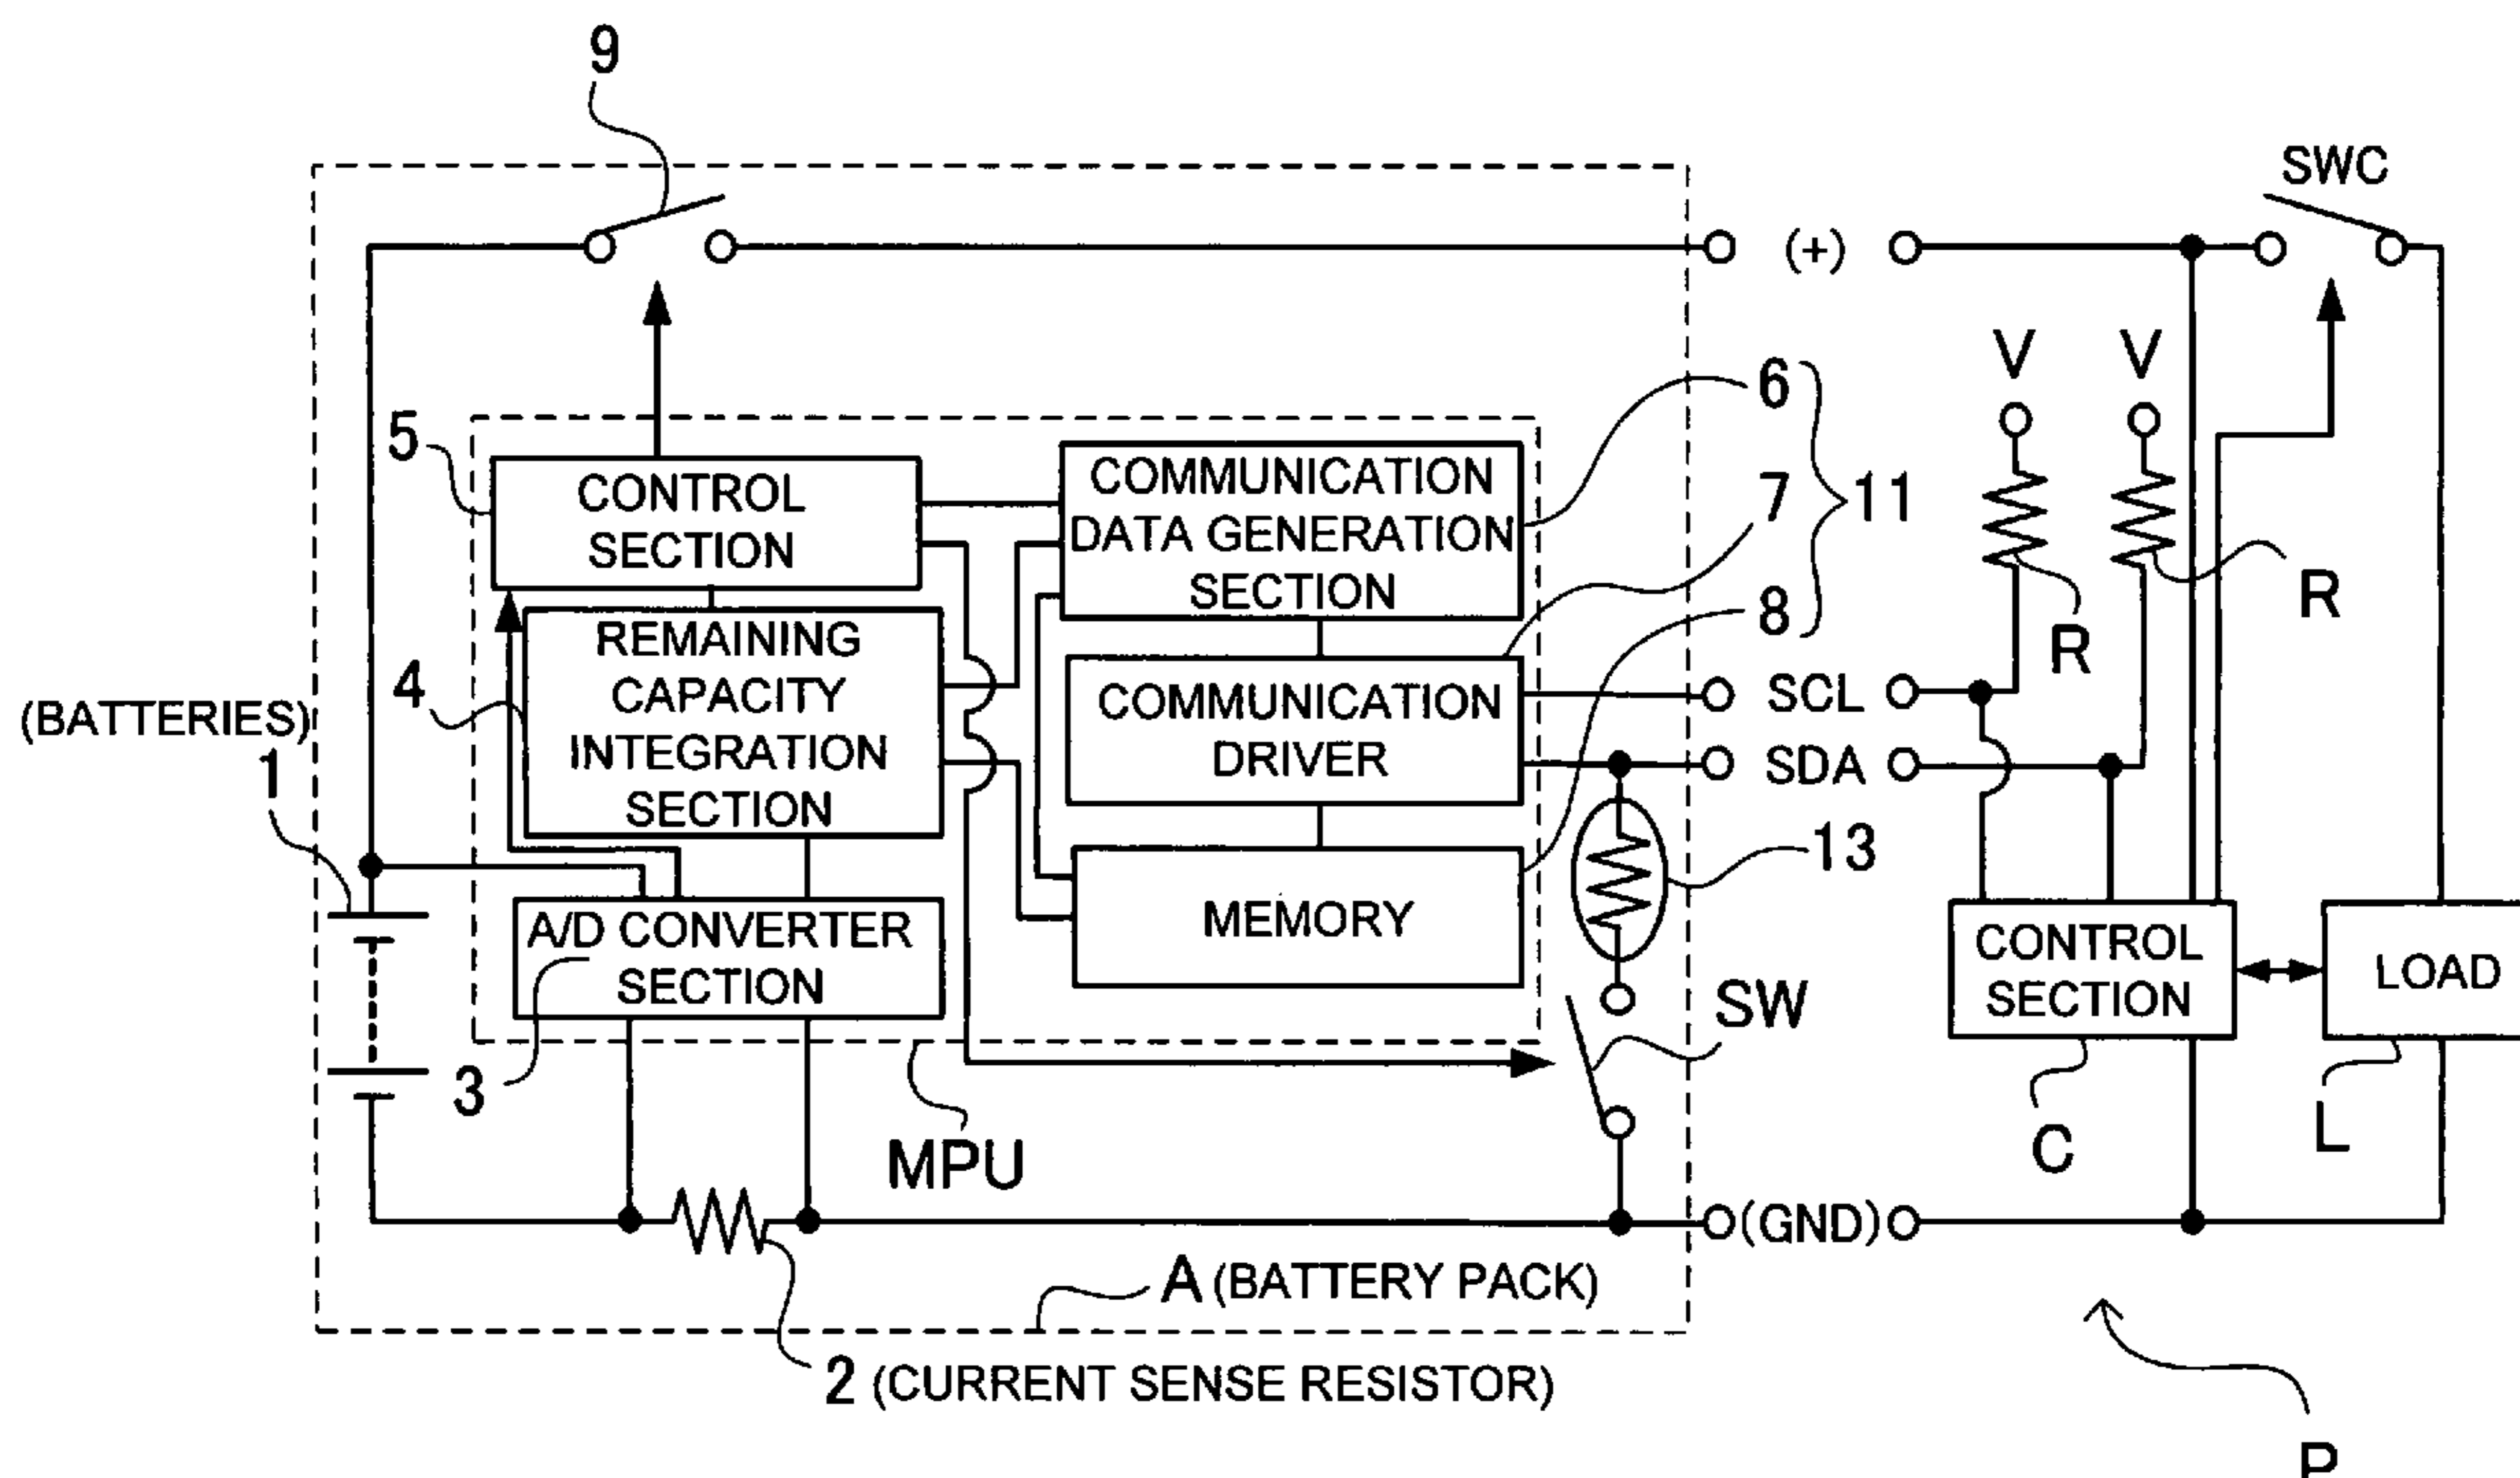 9
SWC
(+)
V
V
6
5
CONTROL
SECTION
COMMUNICATION
DATA GENERATION
SECTION
7
11
R
8
R
REMAINING
CAPACITY
INTEGRATION
SECTION
4
(BATTERIES)
1
COMMUNICATION
DRIVER
SCL
SDA
13
A/D CONVERTER
SECTION
MEMORY
CONTROL
SECTION
LOAD
SW
3
MPU
C
L
(GND)
A (BATTERY PACK)
2 (CURRENT SENSE RESISTOR)